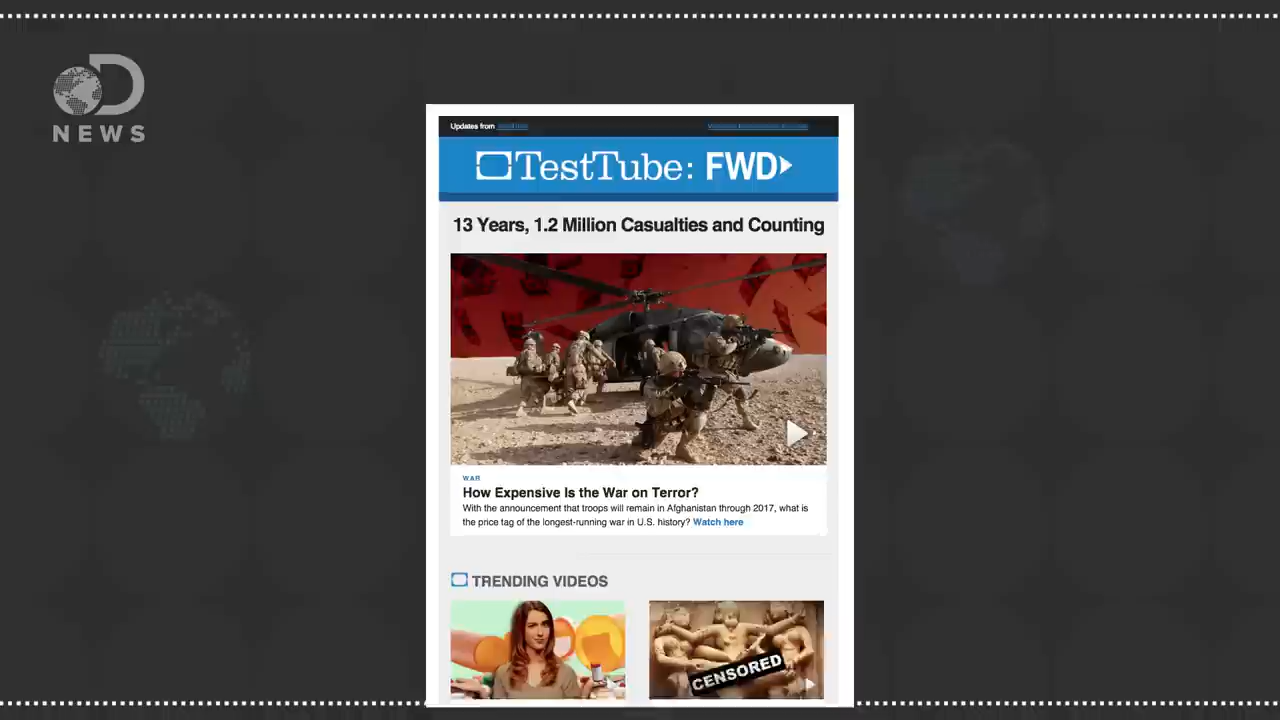 NEWS
Updates from
TestTube: FWD
13 Years, 1.2 Million Casualties and Counting
WAR
How Expensive Is the War on Terror?
With the announcement that troops will remain in Afghanistan through 2017, what is
the price tag of the longest-running war in U.S. history? Watch here
TRENDING VIDEOS
CENSORED